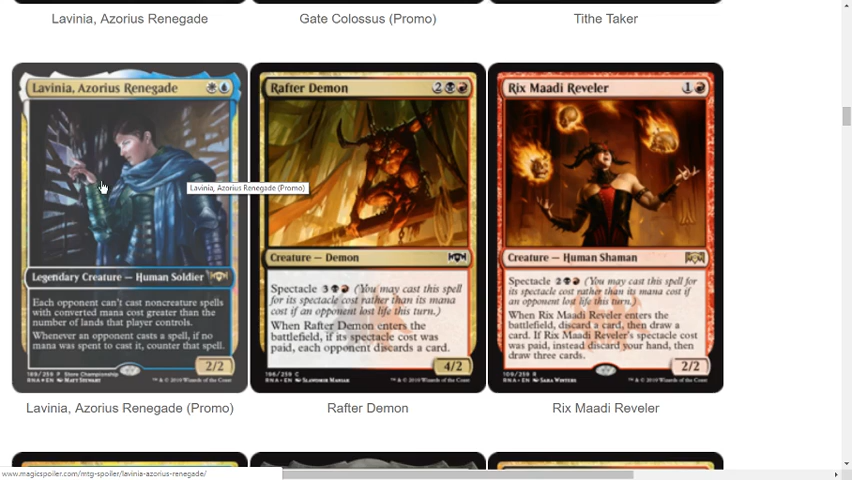 Lavinia, Azorius Renegade
Gate Colossus (Promo)
Tithe Taker
Lavinia, Azorius Renegade
Legendary Creature — Human Soldier
Each opponent can't cast noncreature spells
with converted mana cost greater than the
number of lands that player controls.
Whenever an opponent casts a spell, if no
mana was spent to cast it, counter that spell.
2/2
Lavinia, Azorius Renegade (Promo)
Rafter Demon
2
Creature — Demon
Spectacle 3 (You may cast this spell
for its spectacle cost rather than its mana
cost if an opponent lost life this turn.)
When Rafter Demon enters the
battlefield, if its spectacle cost was
paid, each opponent discards a card.
4/2
Rix Maadi Reveler
1
Creature — Human Shaman
Spectacle 2 (You may cast this spell for
its spectacle cost rather than its mana cost if
an opponent lost life this turn.)
When Rix Maadi Reveler enters the
battlefield, discard a card, then draw a
card. If Rix Maadi Reveler's spectacle cost
was paid, instead discard your hand, then
draw three cards.
2/2
Lavinia, Azorius Renegade (Promo)
Rafter Demon
Rix Maadi Reveler
www.magicspoiler.com/mtg-spoiler/lavinia-azorius-renegade/